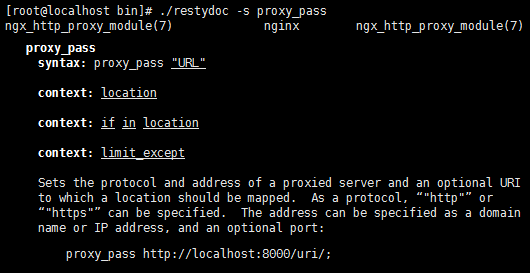 [root@localhost bin]# ./restydoc -s proxy_pass
ngx_http_proxy_module(7) nginx ngx_http_proxy_module(7)
proxy_pass
syntax: proxy_pass "URL"
context: location
context: if in location
context: limit_except
Sets the protocol and address of a proxied server and an optional URI
to which a location should be mapped. As a protocol, “"http"” or
“"https"” can be specified. The address can be specified as a domain
name or IP address, and an optional port:
proxy_pass http://localhost:8000/uri/;